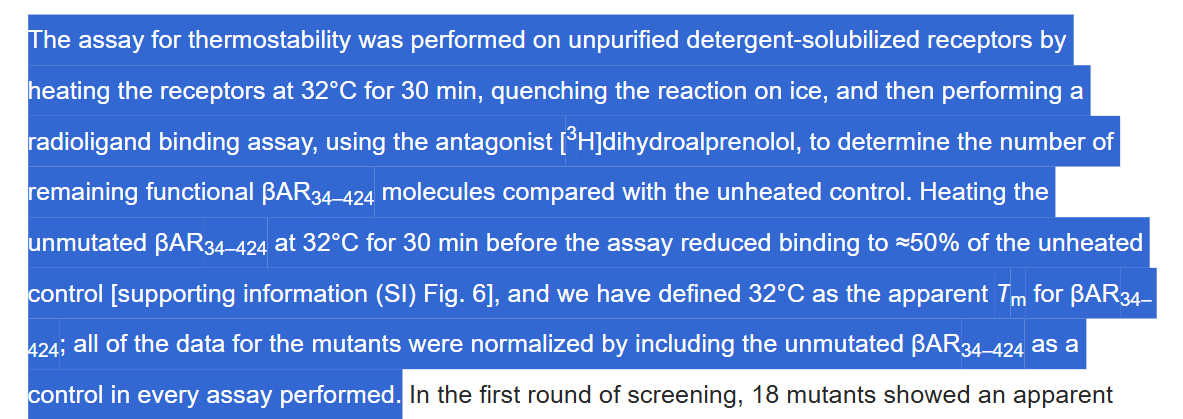 The assay for thermostability was performed on unpurified detergent-solubilized receptors by
heating the receptors at 32°C for 30 min, quenching the reaction on ice, and then performing a
radioligand binding assay, using the antagonist [³H]dihydroalprenolol, to determine the number of
remaining functional βAR₃₄₋₄₂₄ molecules compared with the unheated control. Heating the
unmutated βAR₃₄₋₄₂₄ at 32°C for 30 min before the assay reduced binding to ≈50% of the unheated
control [supporting information (SI) Fig. 6], and we have defined 32°C as the apparent Tₘ for βAR₃₄₋
₄₂₄; all of the data for the mutants were normalized by including the unmutated βAR₃₄₋₄₂₄ as a
control in every assay performed. In the first round of screening, 18 mutants showed an apparent